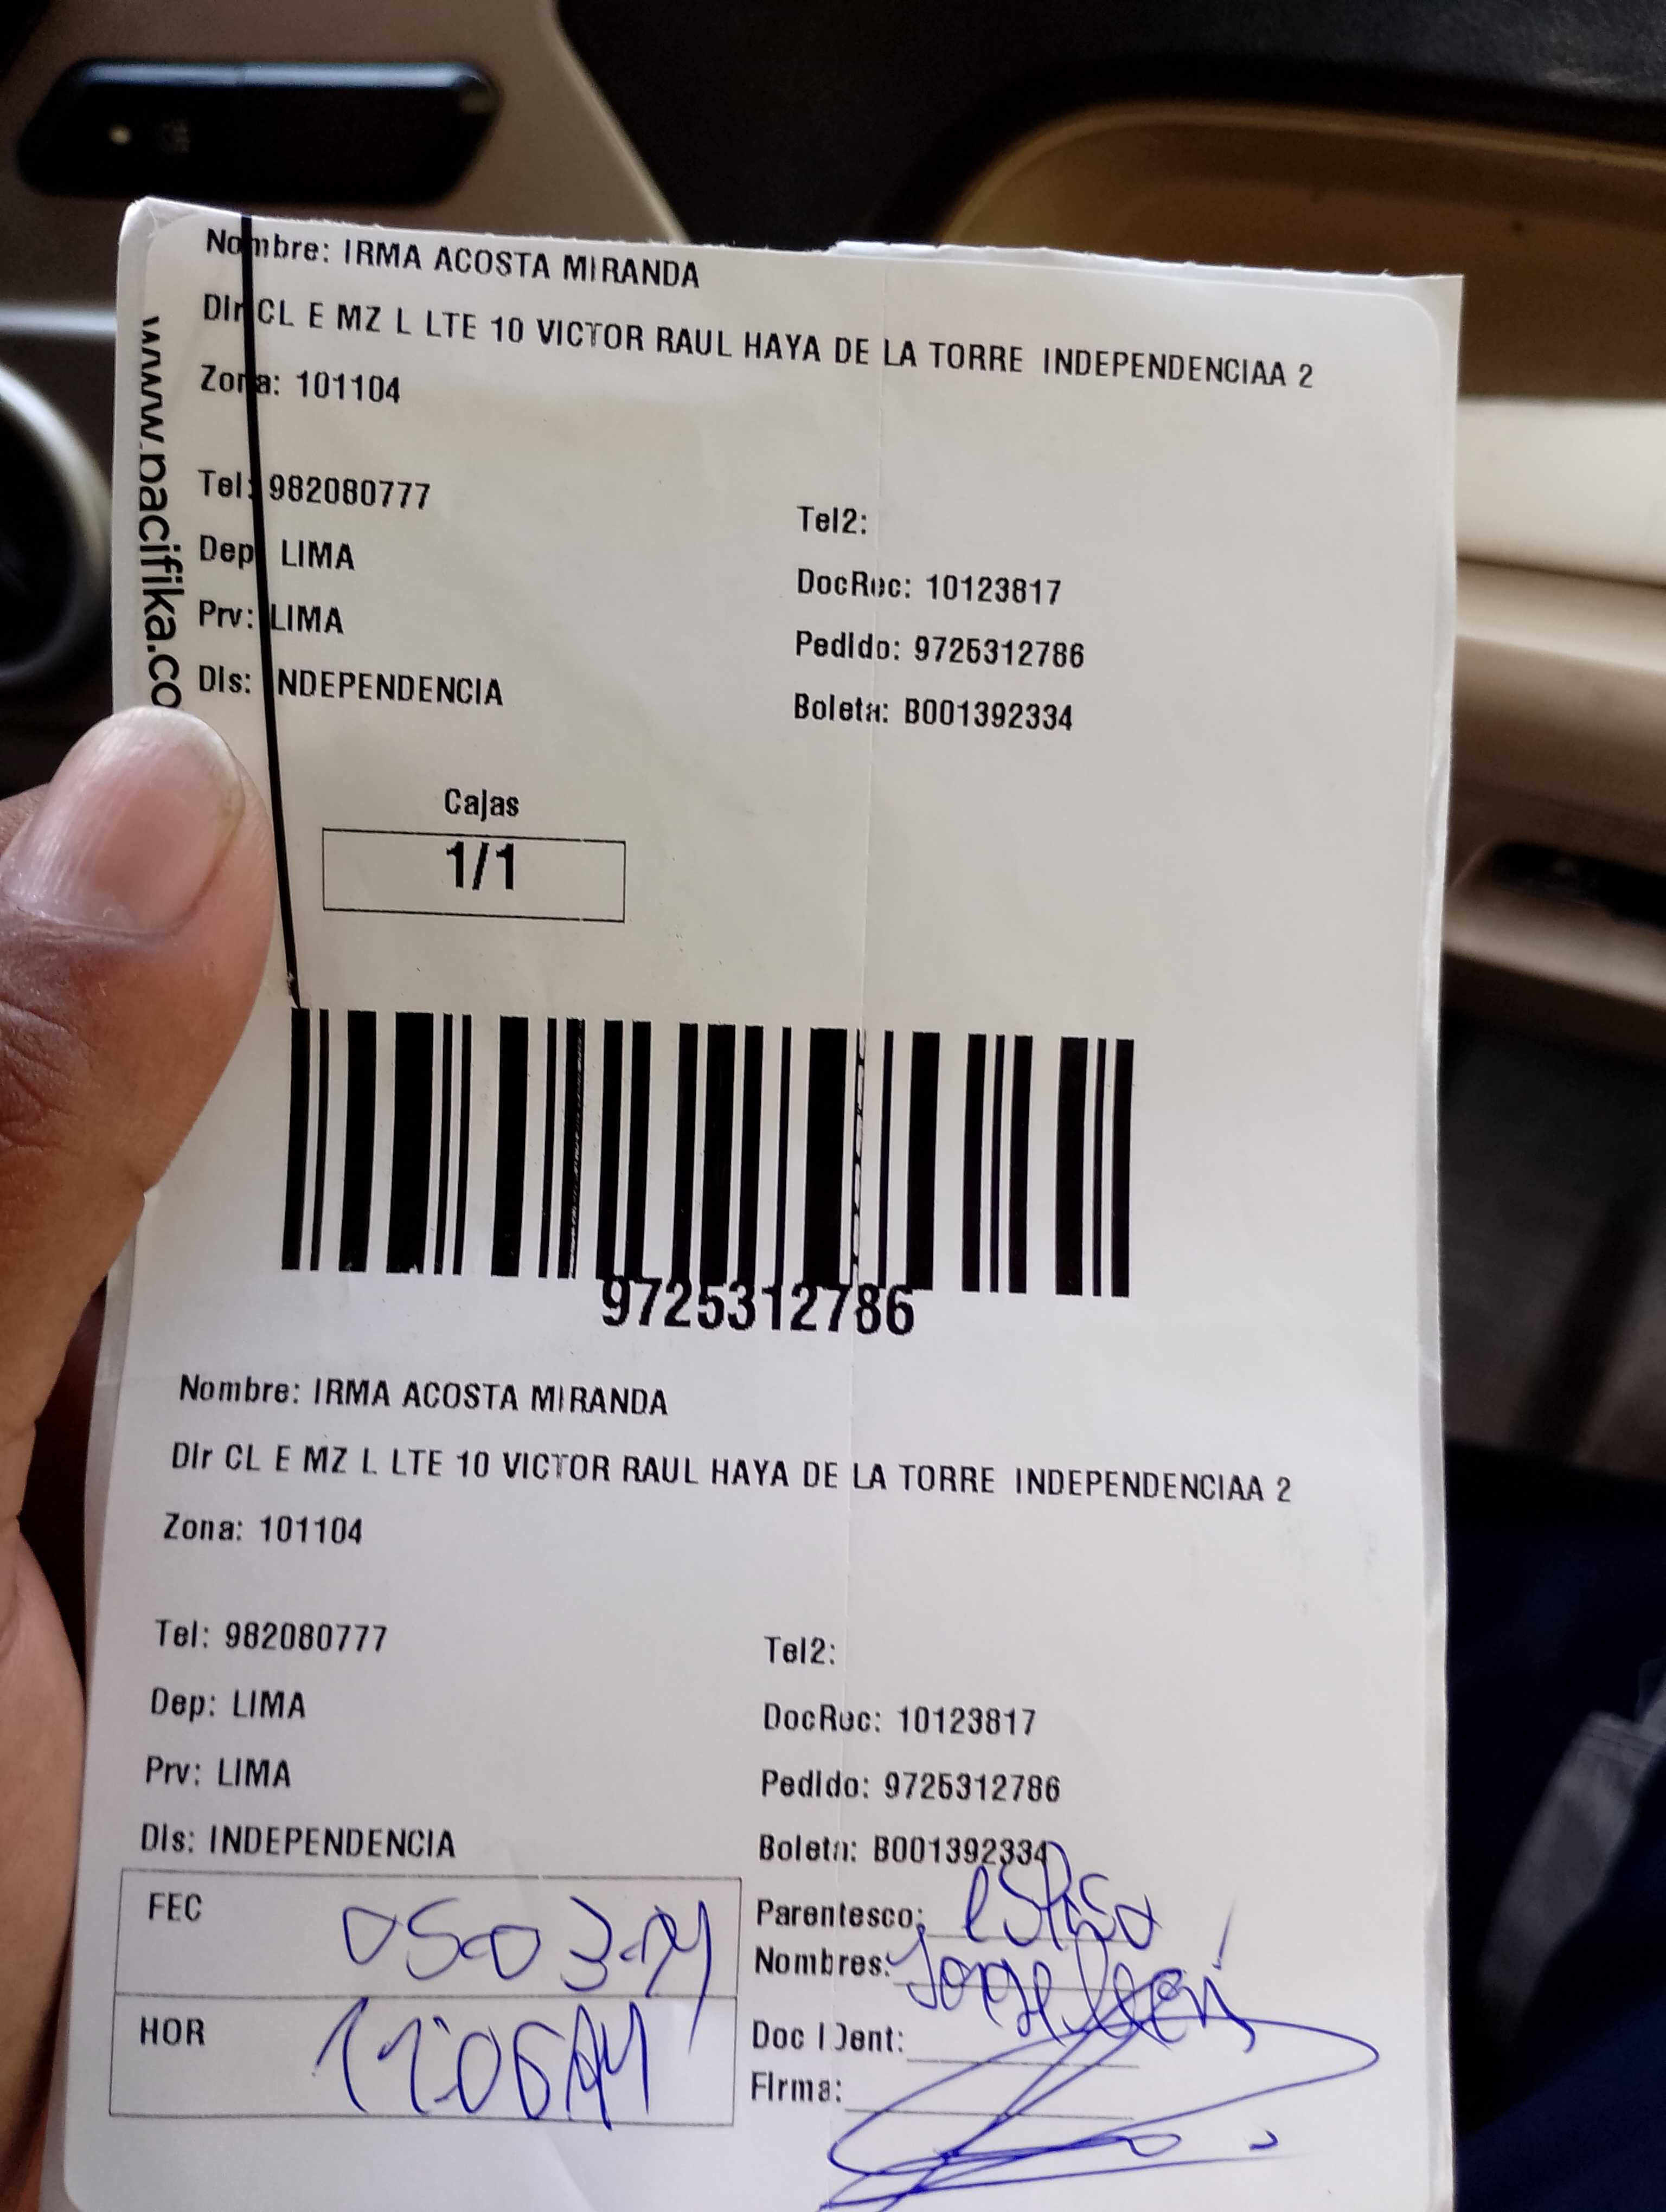 Nombre: IRMA ACOSTA MIRANDA
Dir CL E MZ L LTE 10 VICTOR RAUL HAYA DE LA TORRE INDEPENDENCIAA 2
Zona: 101104
www.pacifika.co
Tel: 982080777
Tel2:
Dep: LIMA
DocRec: 10123817
Prv: LIMA
Pedido: 9725312786
Dis: INDEPENDENCIA
Boleta: B001392334
Cajas
1/1
9725312786
Nombre: IRMA ACOSTA MIRANDA
Dir CL E MZ L LTE 10 VICTOR RAUL HAYA DE LA TORRE INDEPENDENCIAA 2
Zona: 101104
Tel: 982080777
Tel2:
Dep: LIMA
DocRec: 10123817
Prv: LIMA
Pedido: 9725312786
Dis: INDEPENDENCIA
Boleta: B001392334
FEC
Parentesco:
Nombres: Jorge
HOR 11:06AM
Doc IDent:
Firma: